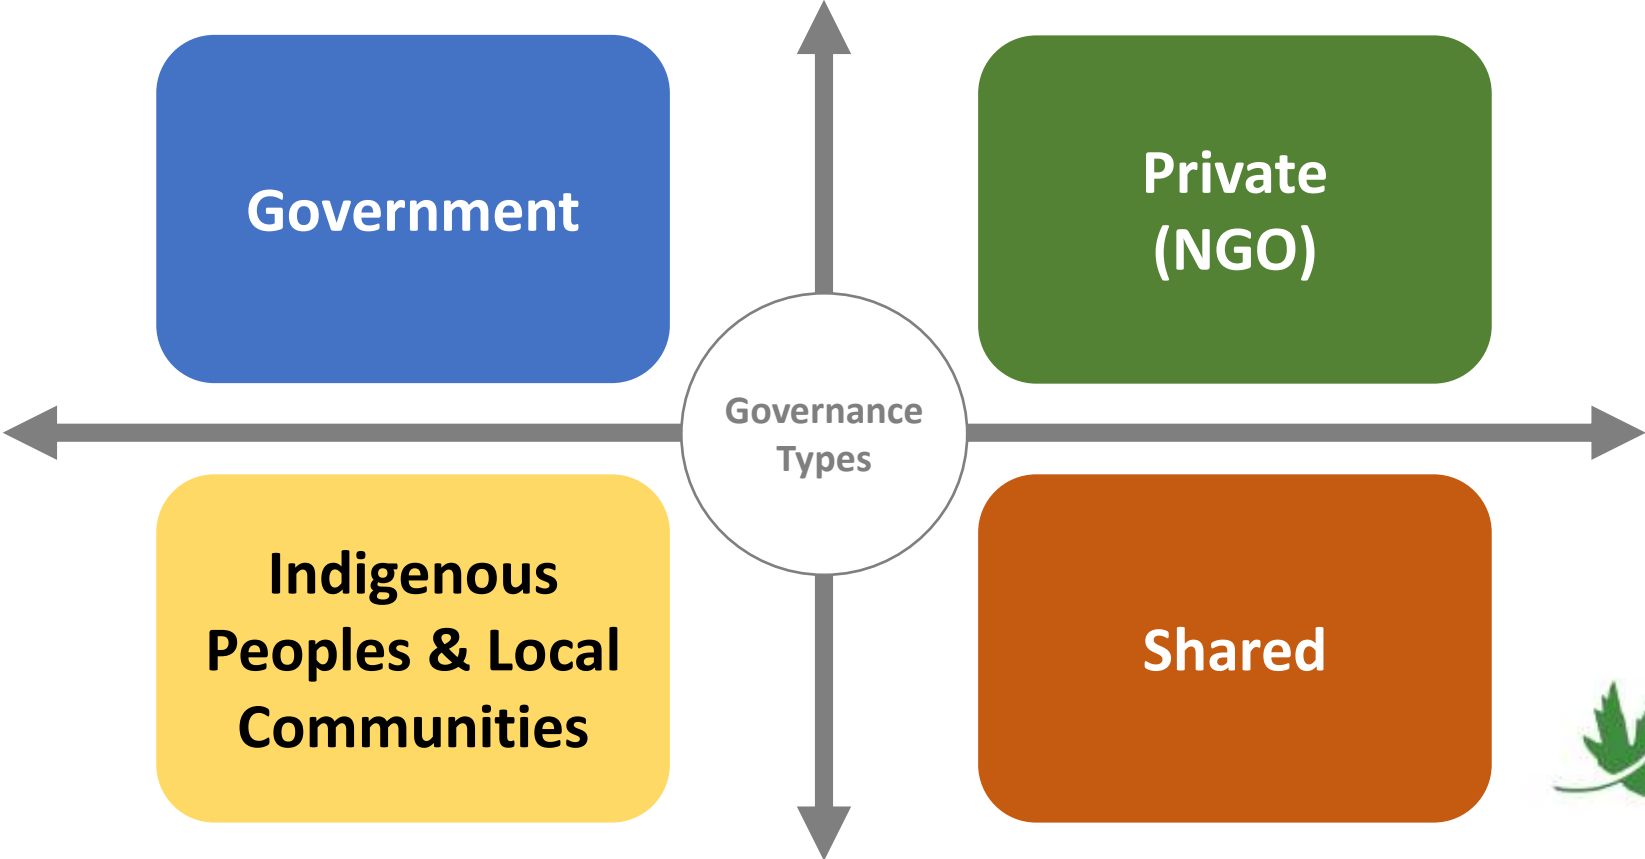 Government
Private
(NGO)
Governance
Types
Indigenous
Peoples & Local
Communities
Shared